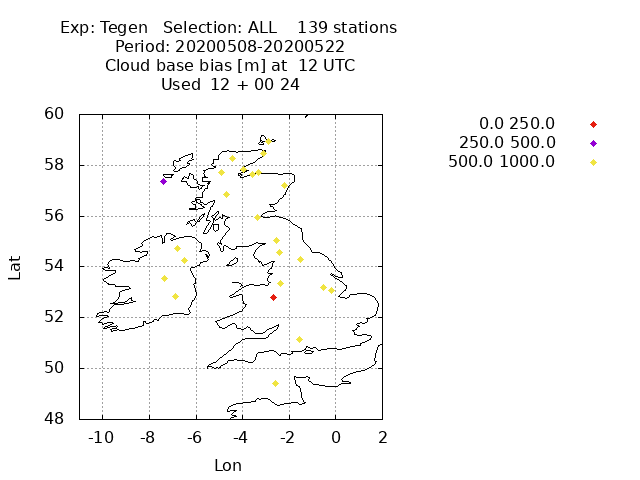 Exp: Tegen   Selection: ALL    139 stations
Period: 20200508-20200522
Cloud base bias [m] at  12 UTC
Used  12 + 00 24
0.0 250.0
250.0 500.0
500.0 1000.0
60
58
56
54
52
50
48
Lat
-10 -8 -6 -4 -2 0 2
Lon